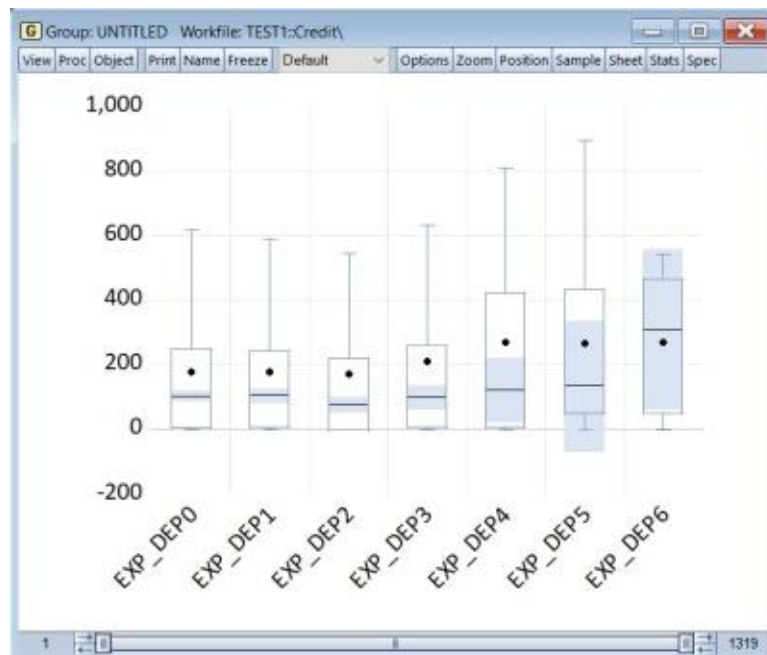 G Group: UNTITLED Workfile: TEST1::Credit\
View Proc Object Print Name Freeze Default Options Zoom Position Sample Sheet Stats Spec
1,000
800
600
400
200
0
-200
EXP_DEP0 EXP_DEP1 EXP_DEP2 EXP_DEP3 EXP_DEP4 EXP_DEP5 EXP_DEP6
1 1319